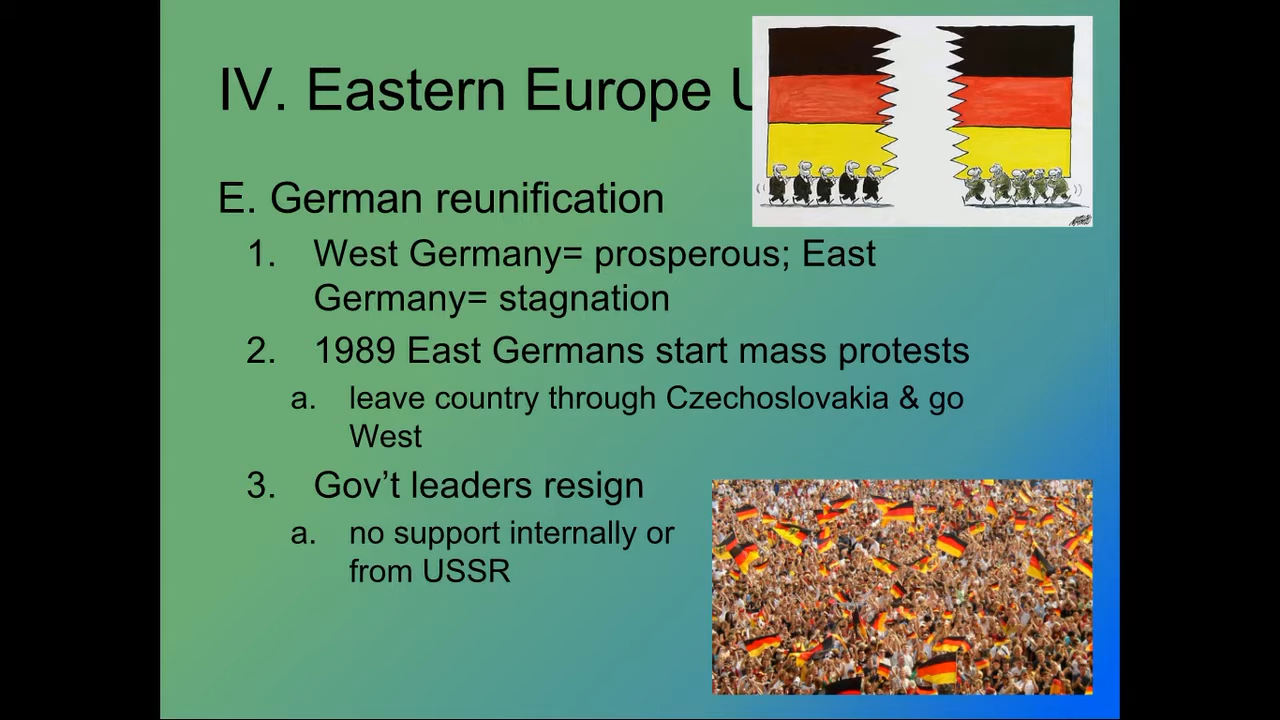 IV. Eastern Europe
E. German reunification
1. West Germany= prosperous; East
Germany= stagnation
2. 1989 East Germans start mass protests
a. leave country through Czechoslovakia & go
West
3. Gov’t leaders resign
a. no support internally or
from USSR